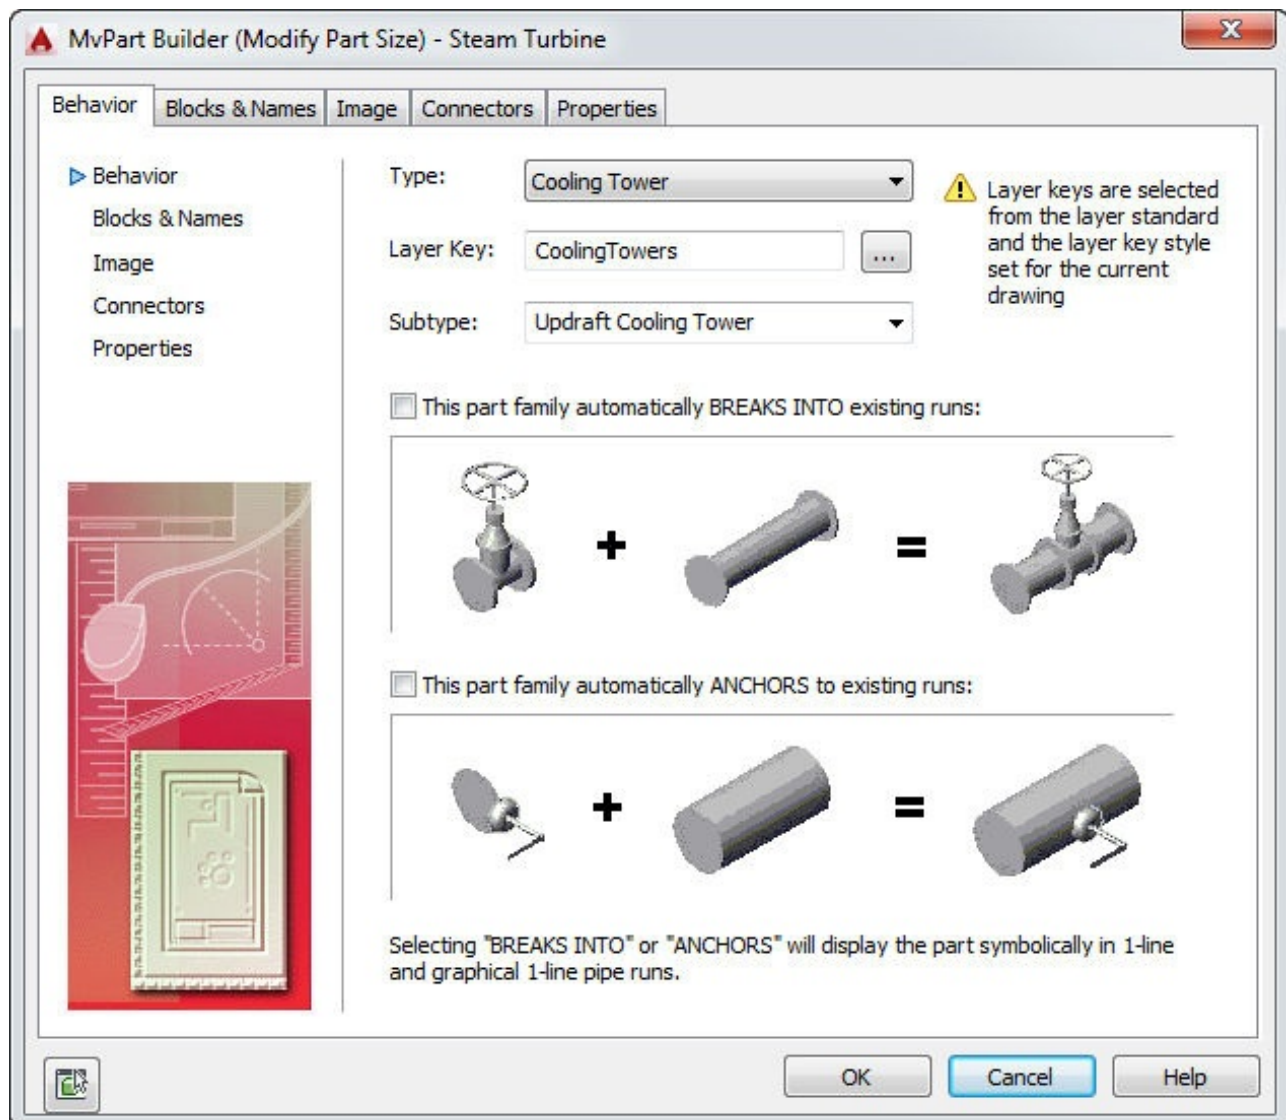 MvPart Builder (Modify Part Size) - Steam Turbine
X
Behavior
Blocks & Names
Image
Connectors
Properties
Behavior
Blocks & Names
Image
Connectors
Properties
Type:
Cooling Tower
Layer Key:
CoolingTowers
...
Subtype:
Updraft Cooling Tower
Layer keys are selected
from the layer standard
and the layer key style
set for the current
drawing
This part family automatically BREAKS INTO existing runs:
+
=
This part family automatically ANCHORS to existing runs:
+
=
Selecting "BREAKS INTO" or "ANCHORS" will display the part symbolically in 1-line
and graphical 1-line pipe runs.
OK
Cancel
Help